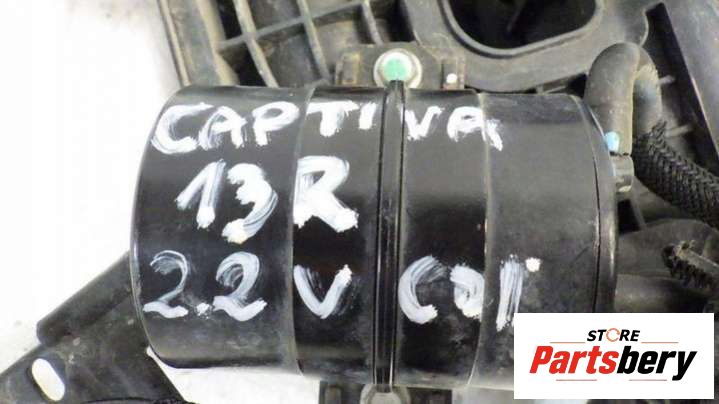 CAPTIVA
13R
2.2 V CDI
STORE
Partsbery